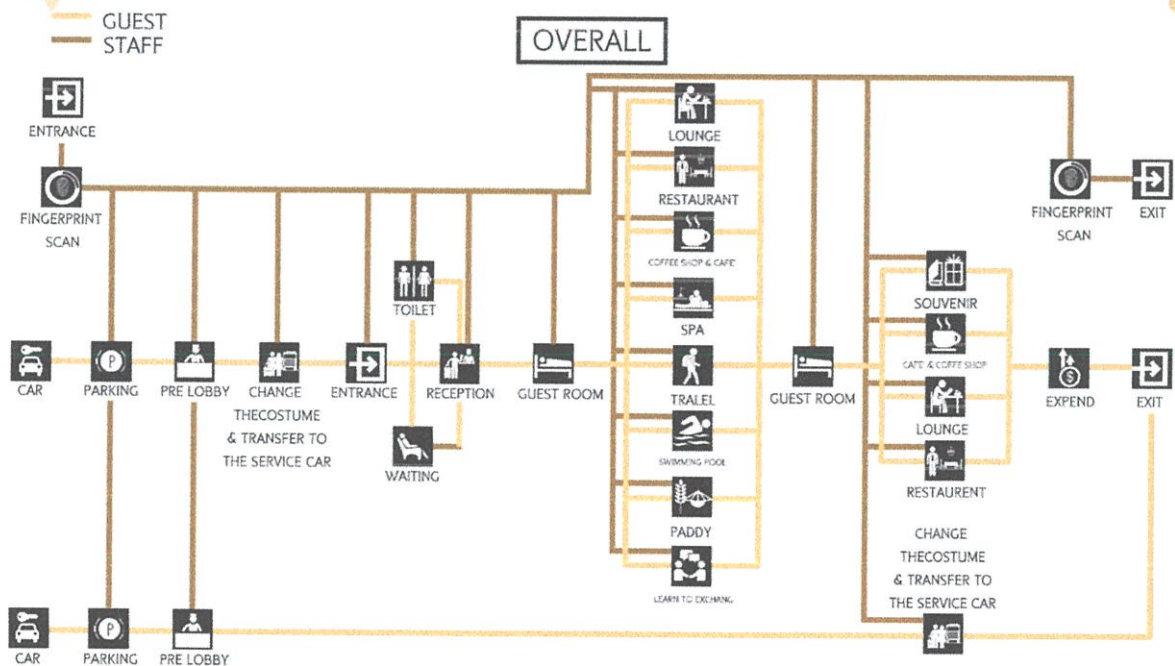 GUEST
STAFF
OVERALL
ENTRANCE
FINGERPRINT
SCAN
LOUNGE
RESTAURANT
COFFEE SHOP & CAFE'
SPA
TRALEL
SWIMMING POOL
PADDY
LEARN TO EXCHANG
FINGERPRINT
SCAN
EXIT
TOILET
CAR
P
PARKING
PRE LOBBY
CHANGE
THECOSTUME
& TRANSFER TO
THE SERVICE CAR
ENTRANCE
RECEPTION
WAITING
GUEST ROOM
GUEST ROOM
SOUVENIR
CAFE' & COFFE SHOP
LOUNGE
RESTAURENT
$
EXPEND
EXIT
CHANGE
THECOSTUME
& TRANSFER TO
THE SERVICE CAR
CAR
P
PARKING
PRE LOBBY